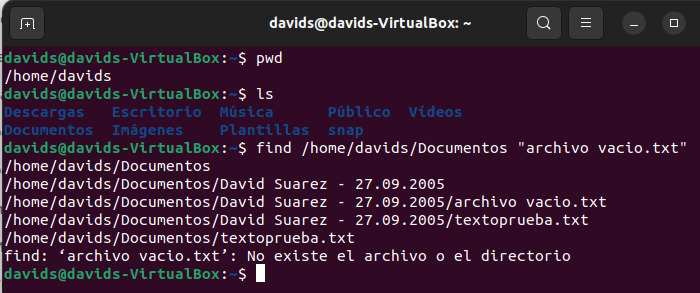 davids@davids-VirtualBox: ~
davids@davids-VirtualBox:~$ pwd
/home/davids
davids@davids-VirtualBox:~$ ls
Descargas Escritorio Música Público Vídeos
Documentos Imágenes Plantillas snap
davids@davids-VirtualBox:~$ find /home/davids/Documentos "archivo vacio.txt"
/home/davids/Documentos
/home/davids/Documentos/David Suarez - 27.09.2005
/home/davids/Documentos/David Suarez - 27.09.2005/archivo vacio.txt
/home/davids/Documentos/David Suarez - 27.09.2005/textoprueba.txt
/home/davids/Documentos/textoprueba.txt
find: ‘archivo vacio.txt’: No existe el archivo o el directorio
davids@davids-VirtualBox:~$